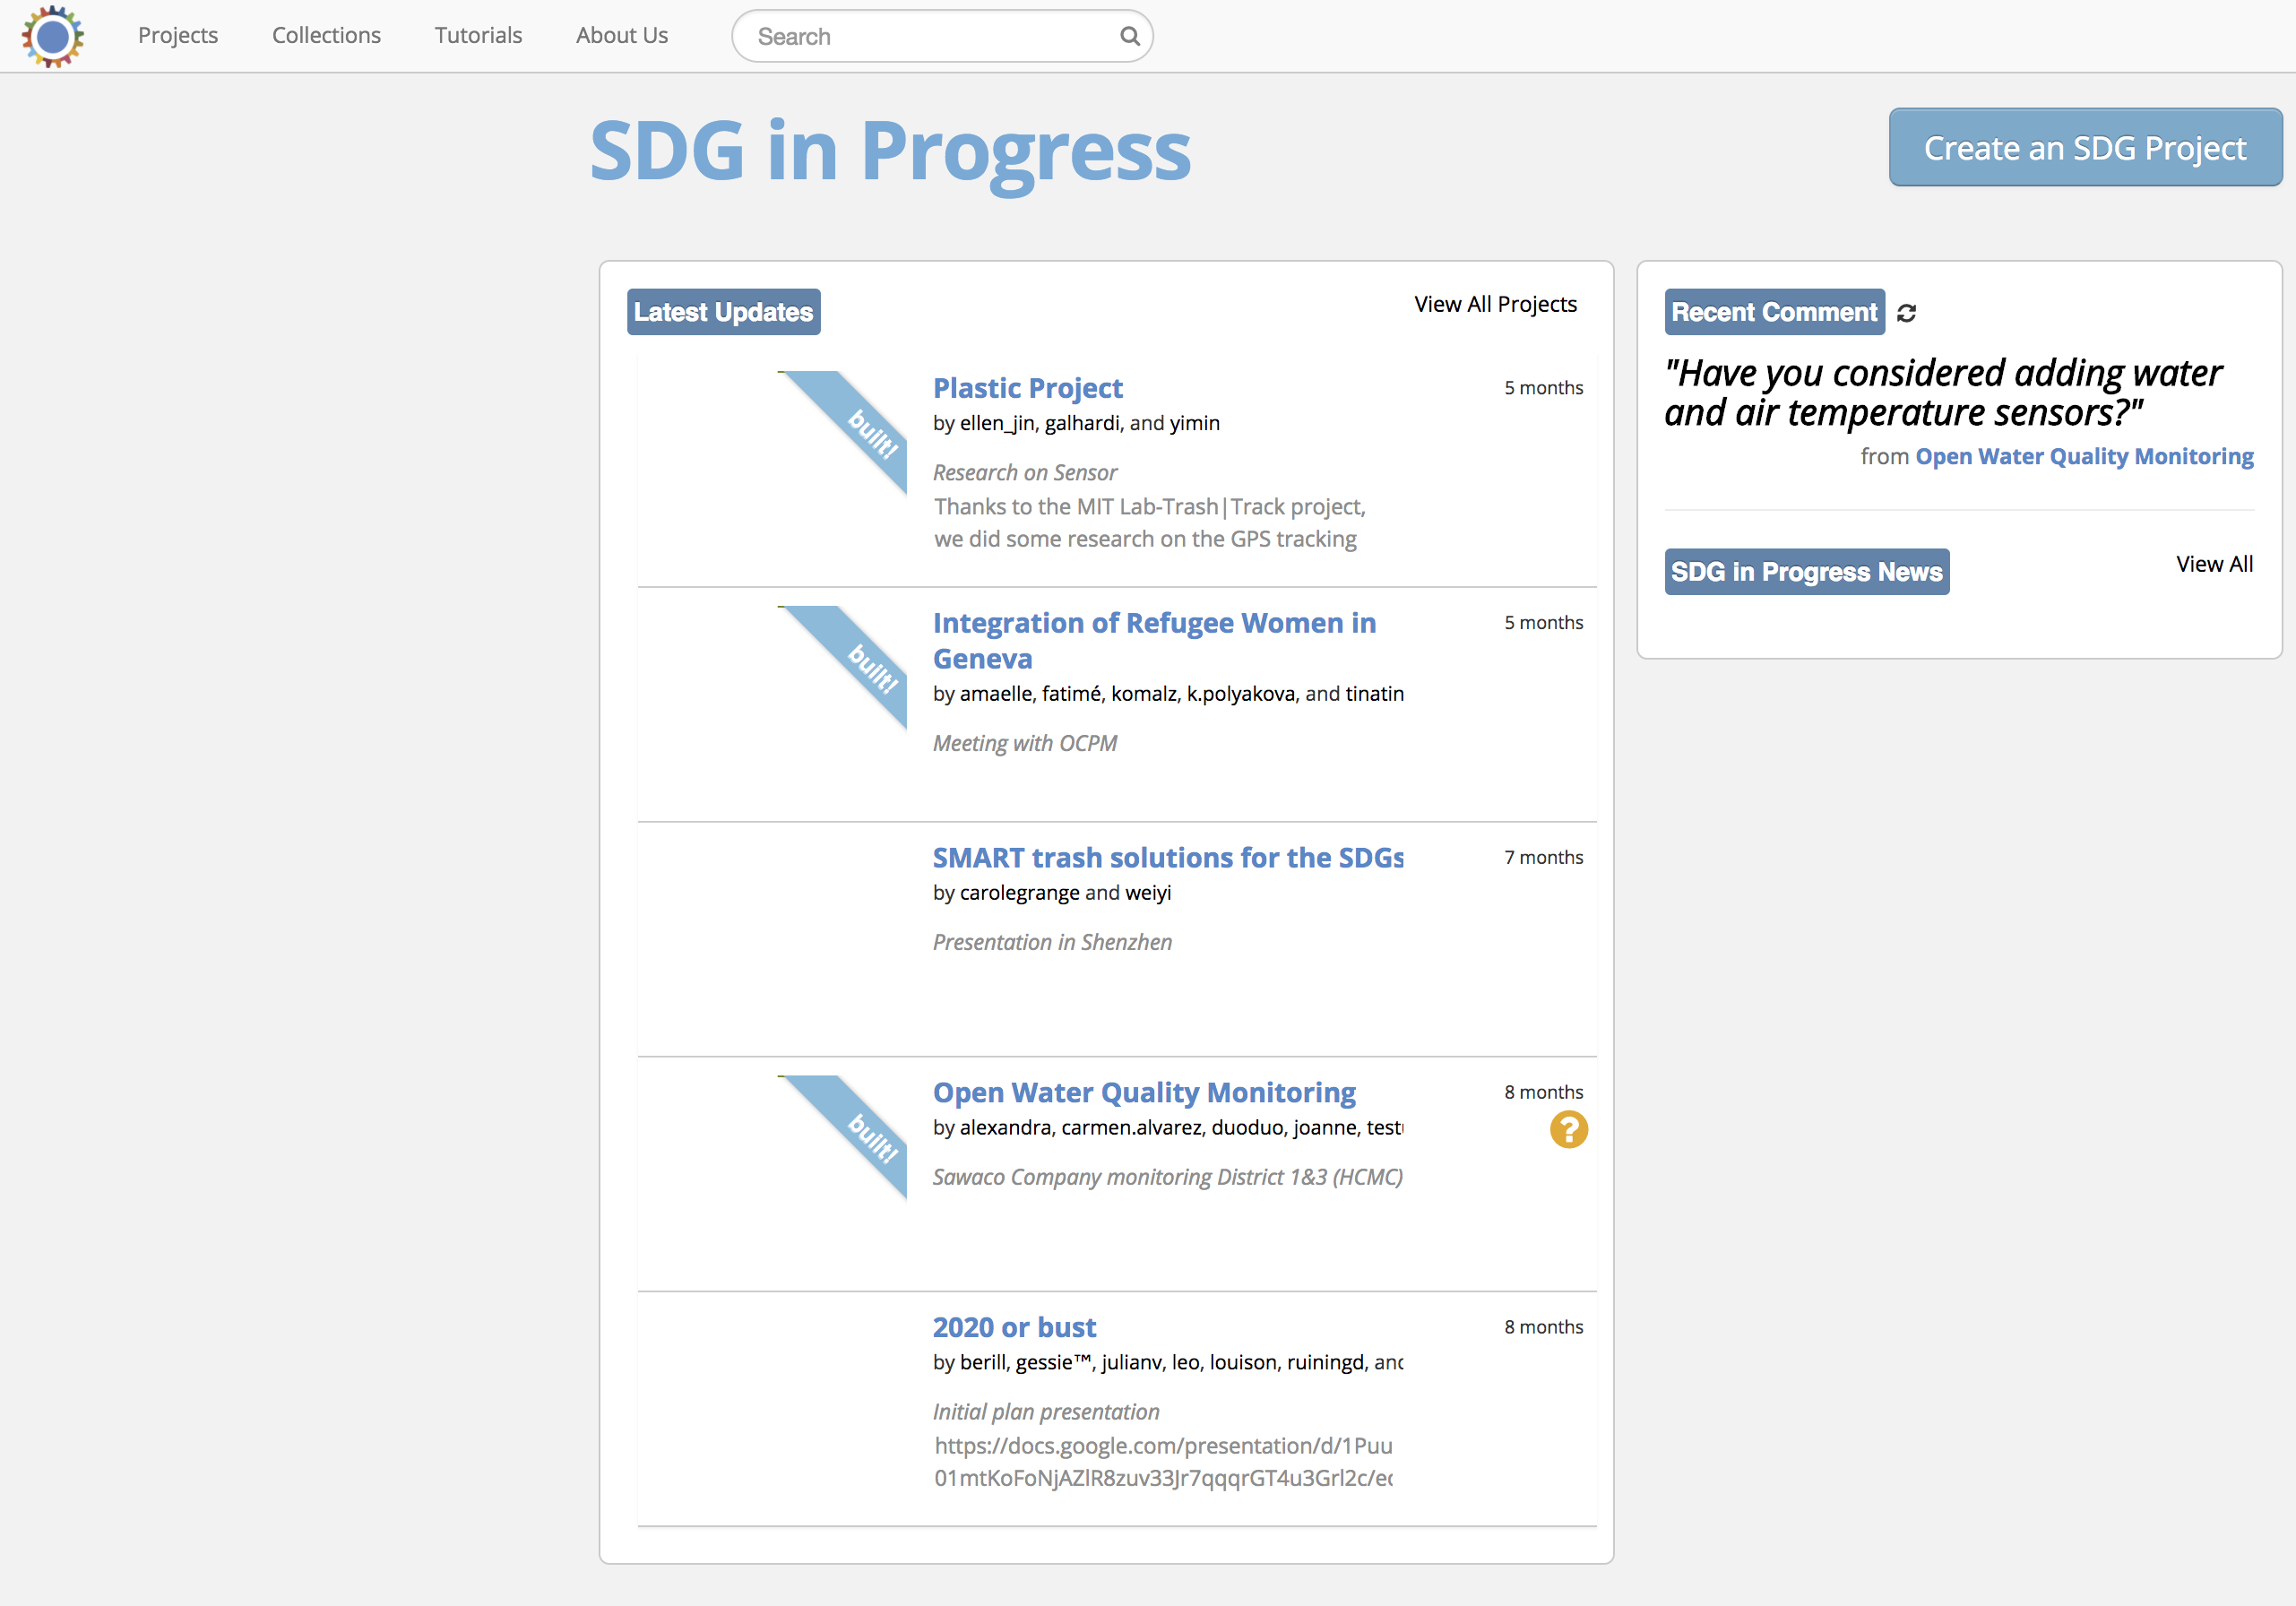 Projects Collections Tutorials About Us Search
SDG in Progress
Create an SDG Project
Latest Updates
View All Projects
built!
Plastic Project
5 months
by ellen_jin, galhardi, and yimin
Research on Sensor
Thanks to the MIT Lab-Trash|Track project,
we did some research on the GPS tracking
built!
Integration of Refugee Women in
Geneva
5 months
by amaelle, fatimé, komalz, k.polyakova, and tinatin
Meeting with OCPM
SMART trash solutions for the SDGs
7 months
by carolegrange and weiyi
Presentation in Shenzhen
built!
Open Water Quality Monitoring
8 months
by alexandra, carmen.alvarez, duoduo, joanne,
?
Sawaco Company monitoring District 1&3 (HCMC)
2020 or bust
8 months
by berill, gessie™, julianv, leo, louison, ruiningd, and
Initial plan presentation
https://docs.google.com/presentation/d/1Puu
Recent Comment
"Have you considered adding water
and air temperature sensors?"
from Open Water Quality Monitoring
SDG in Progress News
View All